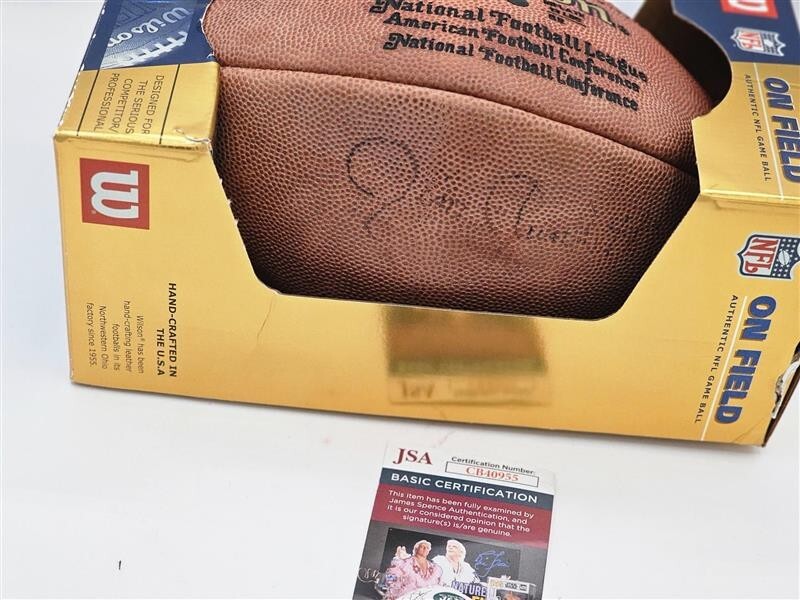 Wilson
National Football League
American Football Conference
National Football Conference
DESIGNED FOR
THE SERIOUS
COMPETITOR/
PROFESSIONAL
W
HAND-CRAFTED IN
THE U.S.A
Wilson® has been
hand-crafting leather
footballs in its
Northwestern Ohio
factory since 1955.
NFL
ON FIELD
AUTHENTIC NFL GAME BALL
NFL
ON FIELD
AUTHENTIC NFL GAME BALL
JSA
Certification Number:
CB40955
BASIC CERTIFICATION
This item has been fully examined by
James Spence Authentication, and
it is our considered opinion that the
signature(s) is/are genuine.
NATURE